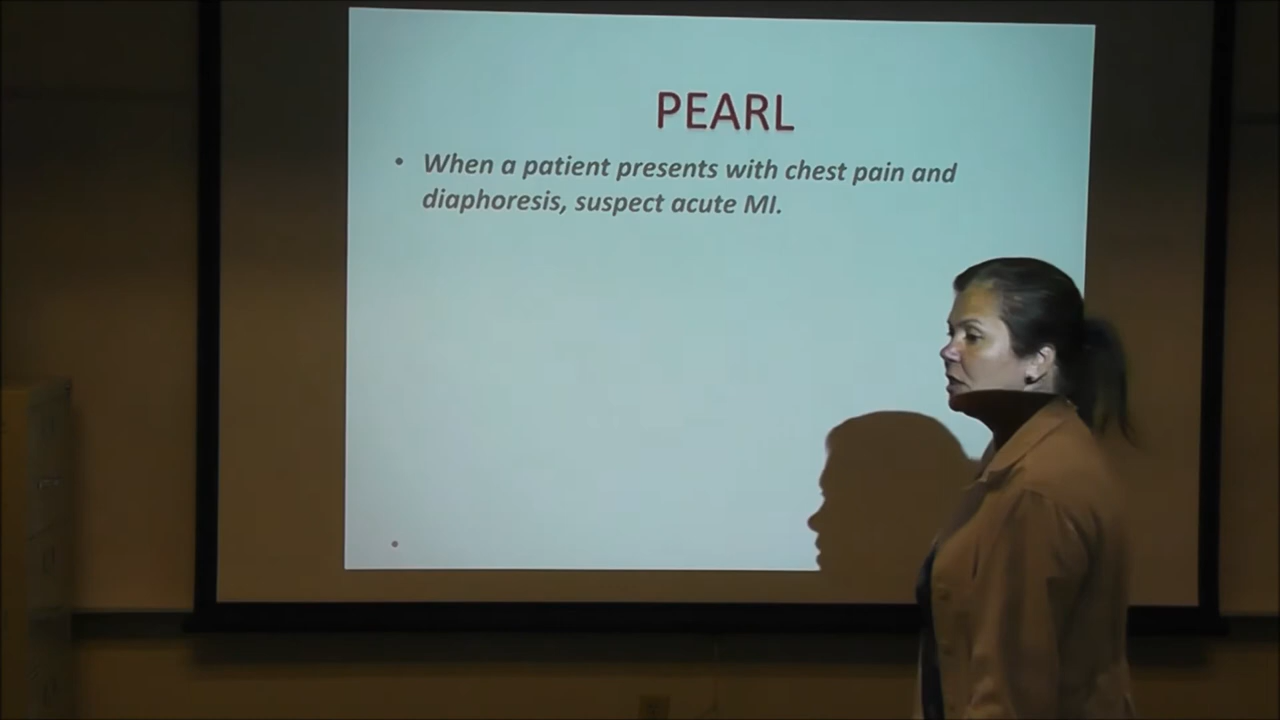 PEARL
• When a patient presents with chest pain and
diaphoresis, suspect acute MI.